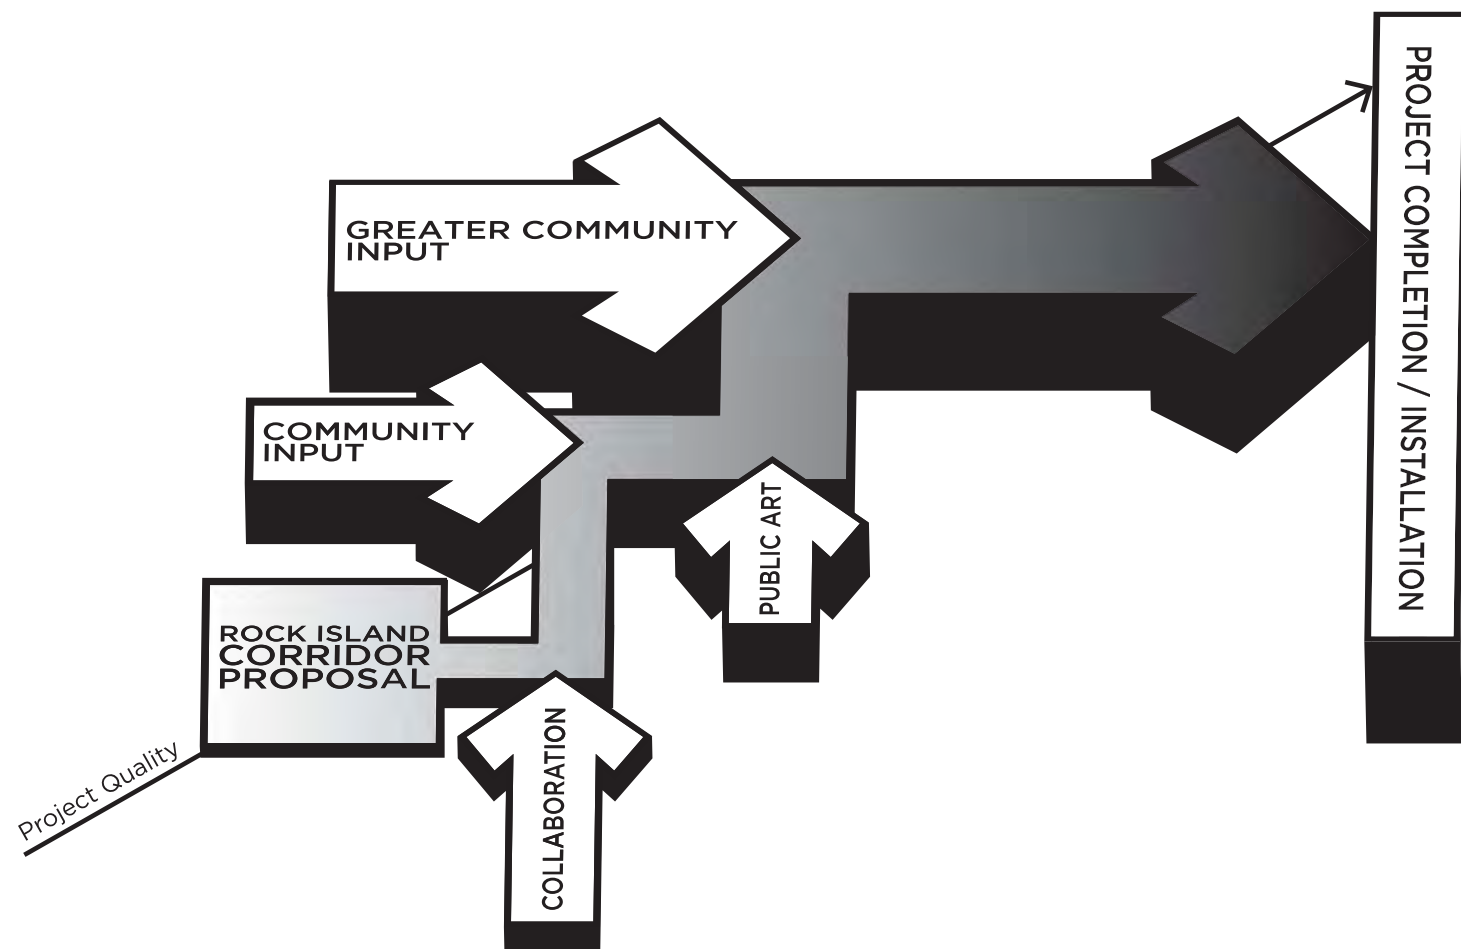 GREATER COMMUNITY
INPUT
COMMUNITY
INPUT
ROCK ISLAND
CORRIDOR
PROPOSAL
Project Quality
COLLABORATION
PUBLIC ART
PROJECT COMPLETION / INSTALLATION